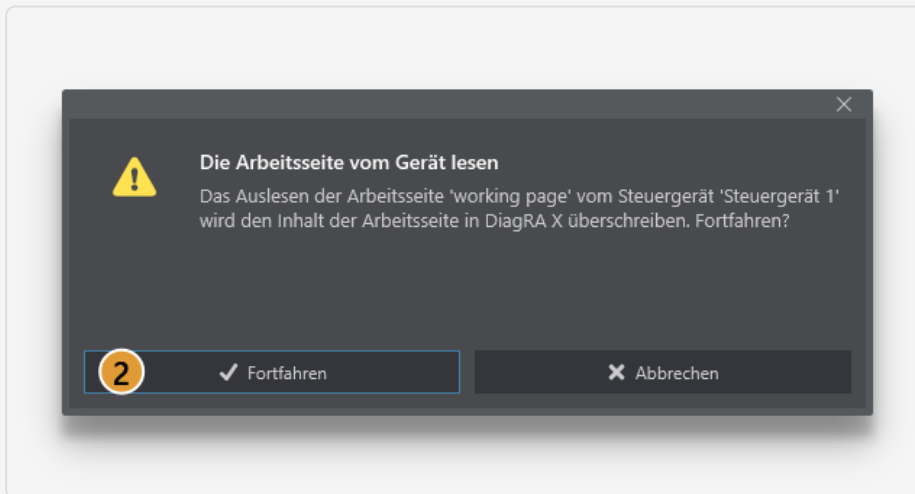 Die Arbeitsseite vom Gerät lesen
Das Auslesen der Arbeitsseite 'working page' vom Steuergerät 'Steuergerät 1'
wird den Inhalt der Arbeitsseite in DiagRA X überschreiben. Fortfahren?
2 Fortfahren Abbrechen